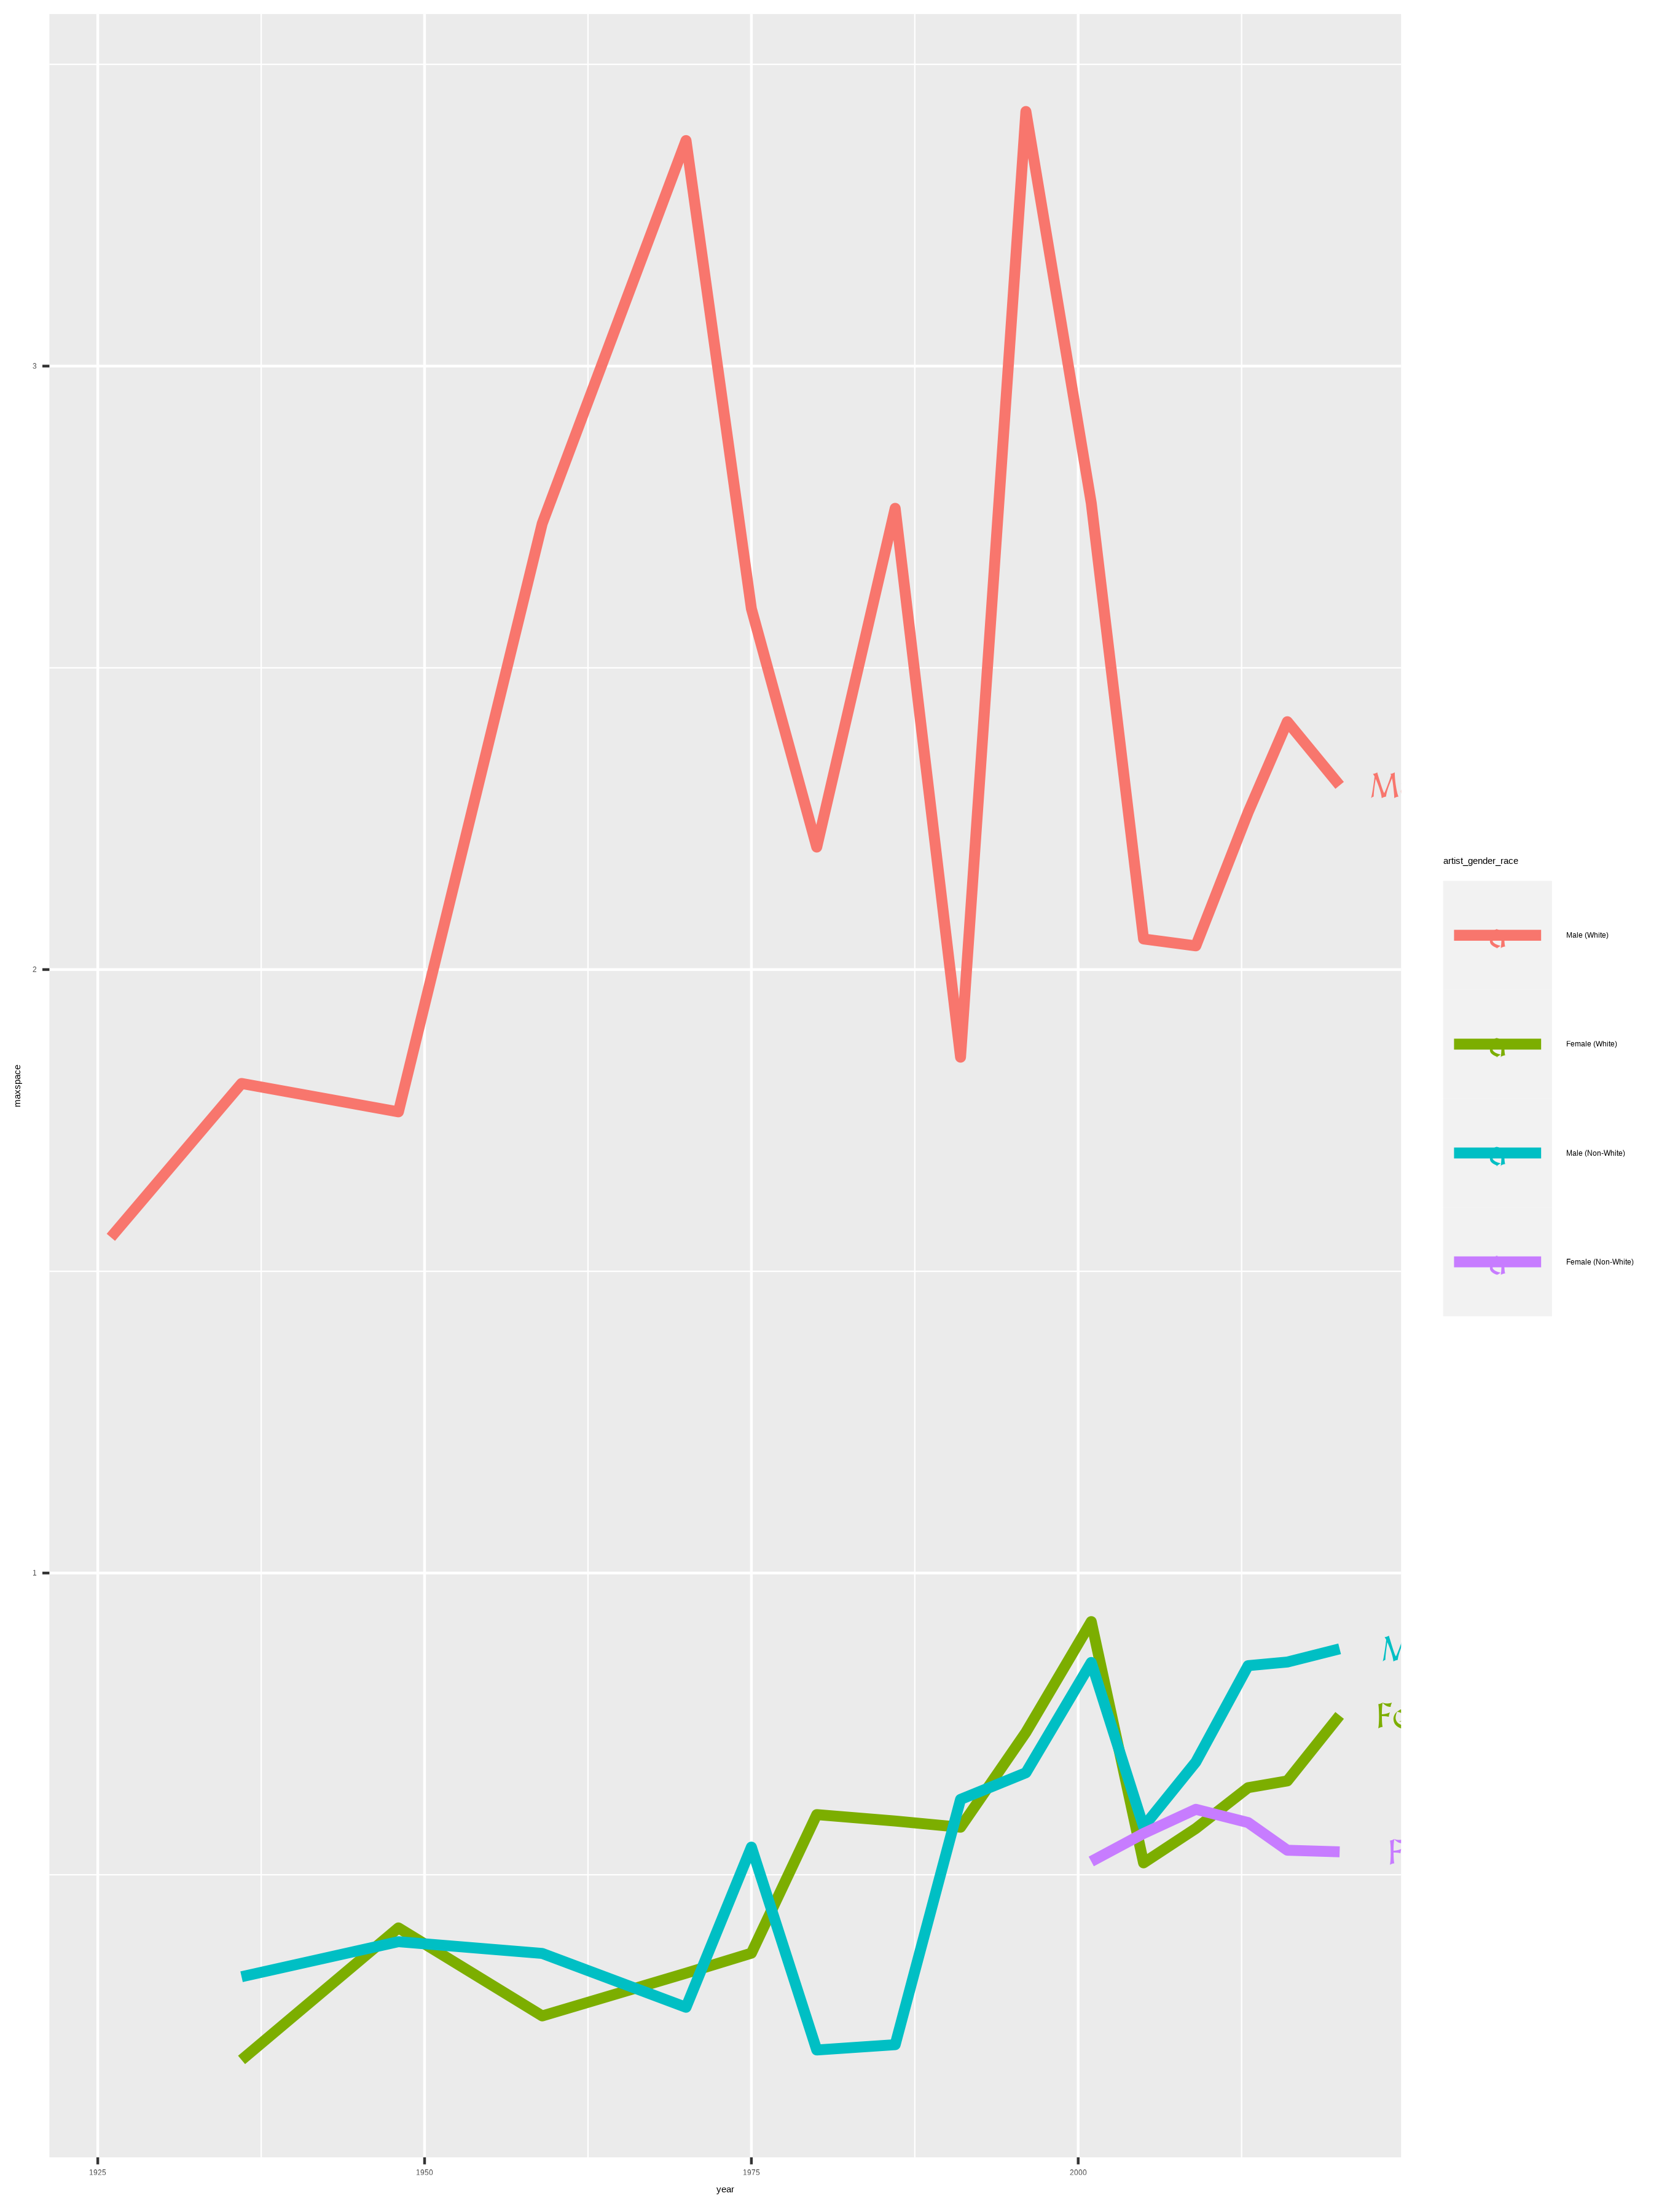 3
2
1
maxspace
1925 1950 1975 2000
year
M
M
Fe
F
artist_gender_race
Male (White)
Female (White)
Male (Non-White)
Female (Non-White)